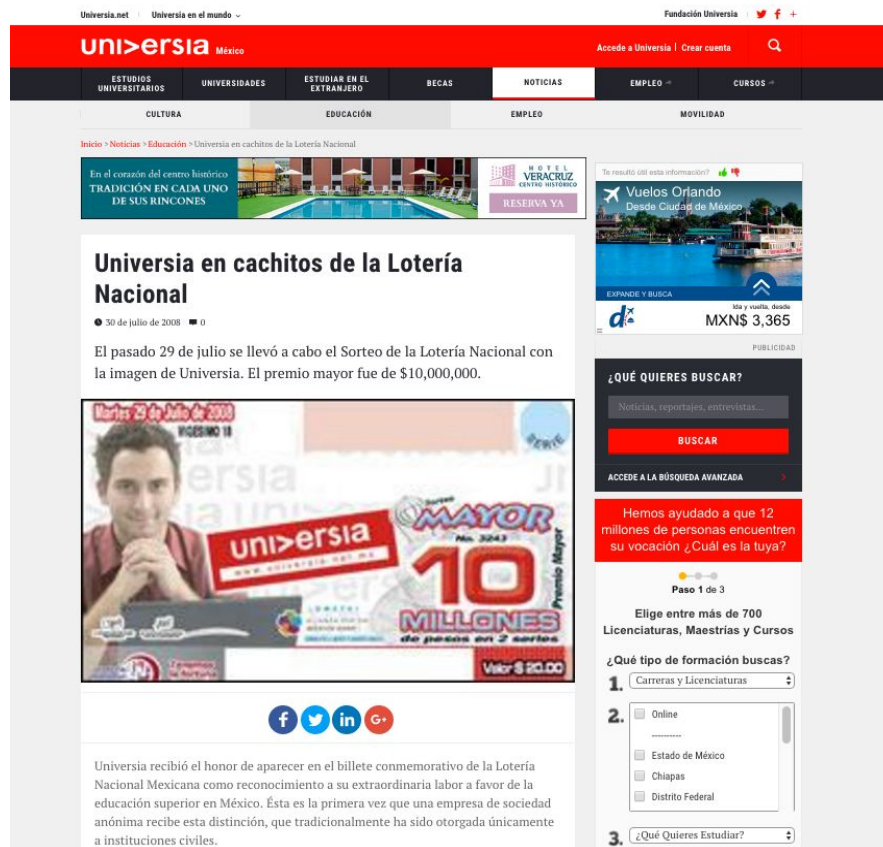 Universia.net
Universia en el mundo
Fundación Universia
UNI>ERSIA México
Accede a Universia | Crear cuenta
ESTUDIOS UNIVERSITARIOS
UNIVERSIDADES
ESTUDIAR EN EL EXTRANJERO
BECAS
NOTICIAS
EMPLEO
CURSOS
CULTURA
EDUCACIÓN
EMPLEO
MOVILIDAD
Inicio > Noticias > Educación > Universia en cachitos de la Lotería Nacional
En el corazón del centro histórico
TRADICIÓN EN CADA UNO
DE SUS RINCONES
HOTEL
VERACRUZ
CENTRO HISTÓRICO
RESERVA YA
Universia en cachitos de la Lotería
Nacional
30 de julio de 2008 0
El pasado 29 de julio se llevó a cabo el Sorteo de la Lotería Nacional con
la imagen de Universia. El premio mayor fue de $10,000,000.
Martes 29 de Julio de 2008
VIGESIMO 18
SERIE
uni>ersia
www.universia.net.mx
Sorteo
MAYOR
No. 3243
10
Premio Mayor
MILLONES
de pesos en 2 series
Valor $ 20.00
Universia recibió el honor de aparecer en el billete conmemorativo de la Lotería
Nacional Mexicana como reconocimiento a su extraordinaria labor a favor de la
educación superior en México. Ésta es la primera vez que una empresa de sociedad
anónima recibe esta distinción, que tradicionalmente ha sido otorgada únicamente
a instituciones civiles.
Te resultó útil esta información?
Vuelos Orlando
Desde Ciudad de México
EXPANDE Y BUSCA
Ida y vuelta, desde
MXN$ 3,365
PUBLICIDAD
¿QUÉ QUIERES BUSCAR?
Noticias, reportajes, entrevistas...
BUSCAR
ACCEDE A LA BÚSQUEDA AVANZADA
Hemos ayudado a que 12
millones de personas encuentren
su vocación ¿Cuál es la tuya?
Paso 1 de 3
Elige entre más de 700
Licenciaturas, Maestrías y Cursos
¿Qué tipo de formación buscas?
1. Carreras y Licenciaturas
2. Online
----------
Estado de México
Chiapas
Distrito Federal
3. ¿Qué Quieres Estudiar?